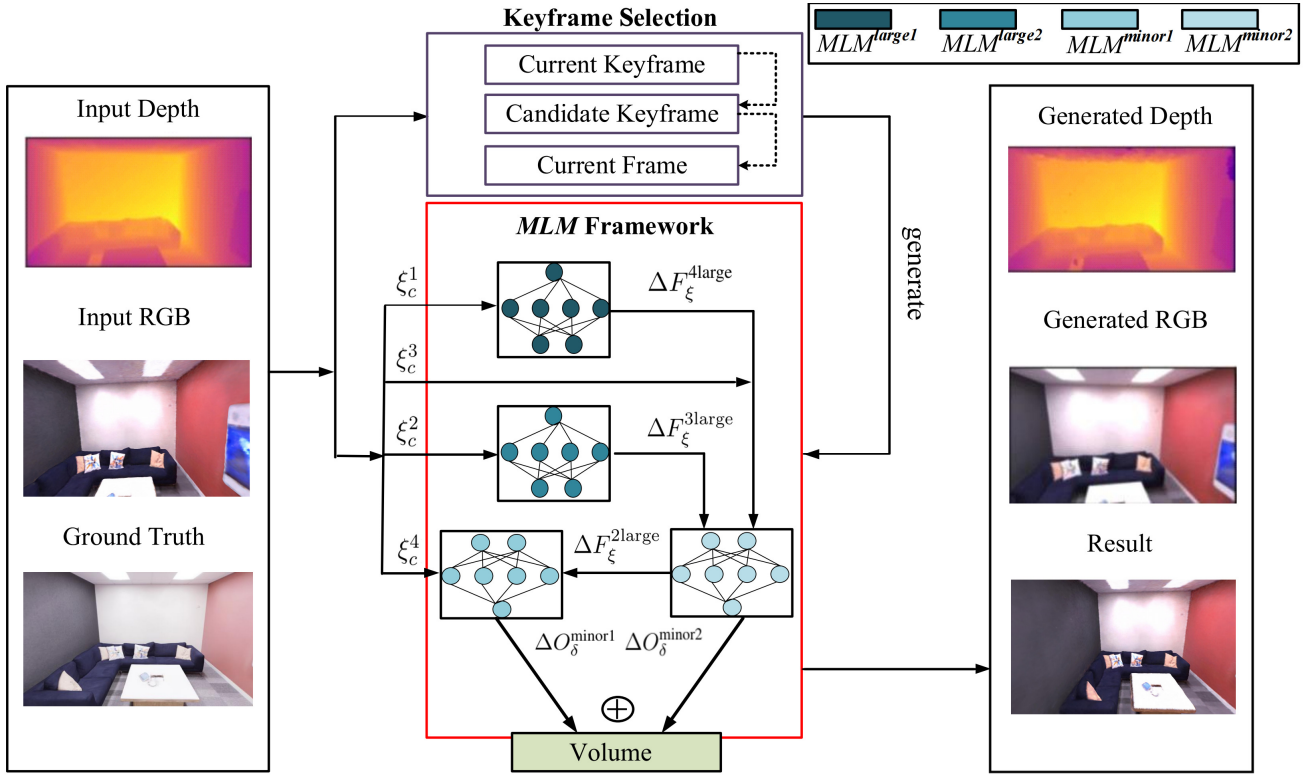 Keyframe Selection
MLM^large1 MLM^large2 MLM^minor1 MLM^minor2
Current Keyframe
Candidate Keyframe
Current Frame
Input Depth
Input RGB
Ground Truth
MLM Framework
ξ_c^1
ΔF_ξ^4large
ξ_c^3
ξ_c^2
ΔF_ξ^3large
ξ_c^4
ΔF_ξ^2large
ΔO_δ^minor1 ΔO_δ^minor2
Volume
generate
Generated Depth
Generated RGB
Result